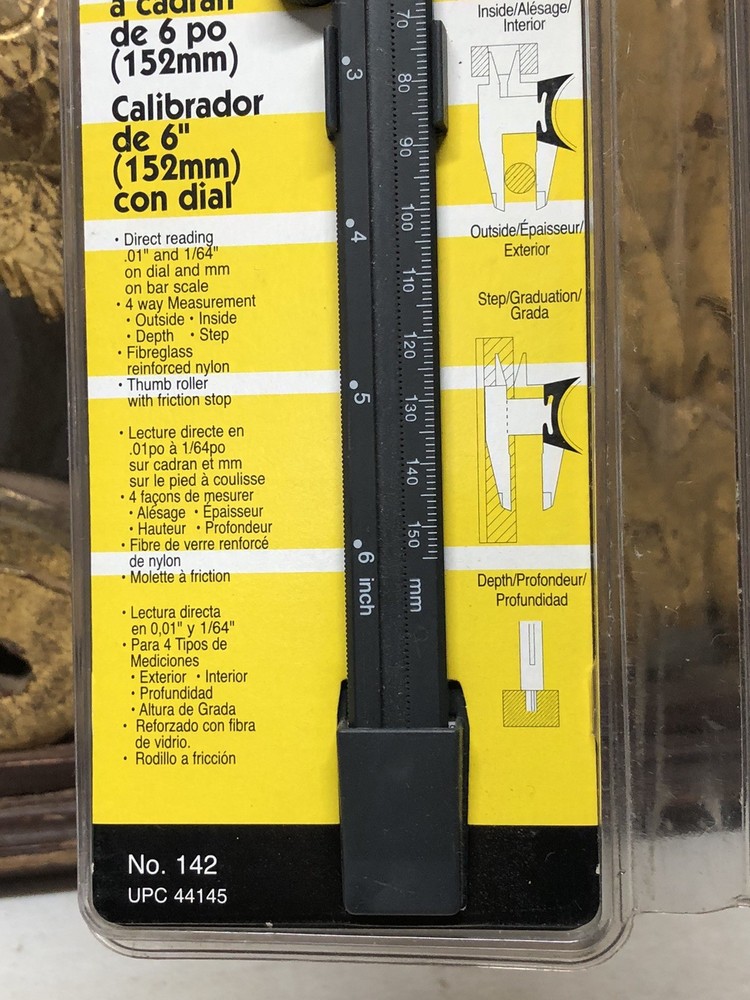 à cadran
de 6 po
(152mm)
Calibrador
de 6"
(152mm)
con dial
• Direct reading
.01" and 1/64"
on dial and mm
on bar scale
• 4 way Measurement
• Outside • Inside
• Depth • Step
• Fibreglass
reinforced nylon
• Thumb roller
with friction stop
• Lecture directe en
.01po à 1/64po
sur cadran et mm
sur le pied à coulisse
• 4 façons de mesurer
• Alésage • Épaisseur
• Hauteur • Profondeur
• Fibre de verre renforcé
de nylon
• Molette à friction
• Lectura directa
en 0,01" y 1/64"
• Para 4 Tipos de
Mediciones
• Exterior • Interior
• Profundidad
• Altura de Grada
• Reforzado con fibra
de vidrio.
• Rodillo a fricción
No. 142
UPC 44145
3
4
5
6 inch
70
80
90
100
110
120
130
140
150
mm
Inside/Alésage/
Interior
Outside/Épaisseur/
Exterior
Step/Graduation/
Grada
Depth/Profondeur/
Profundidad